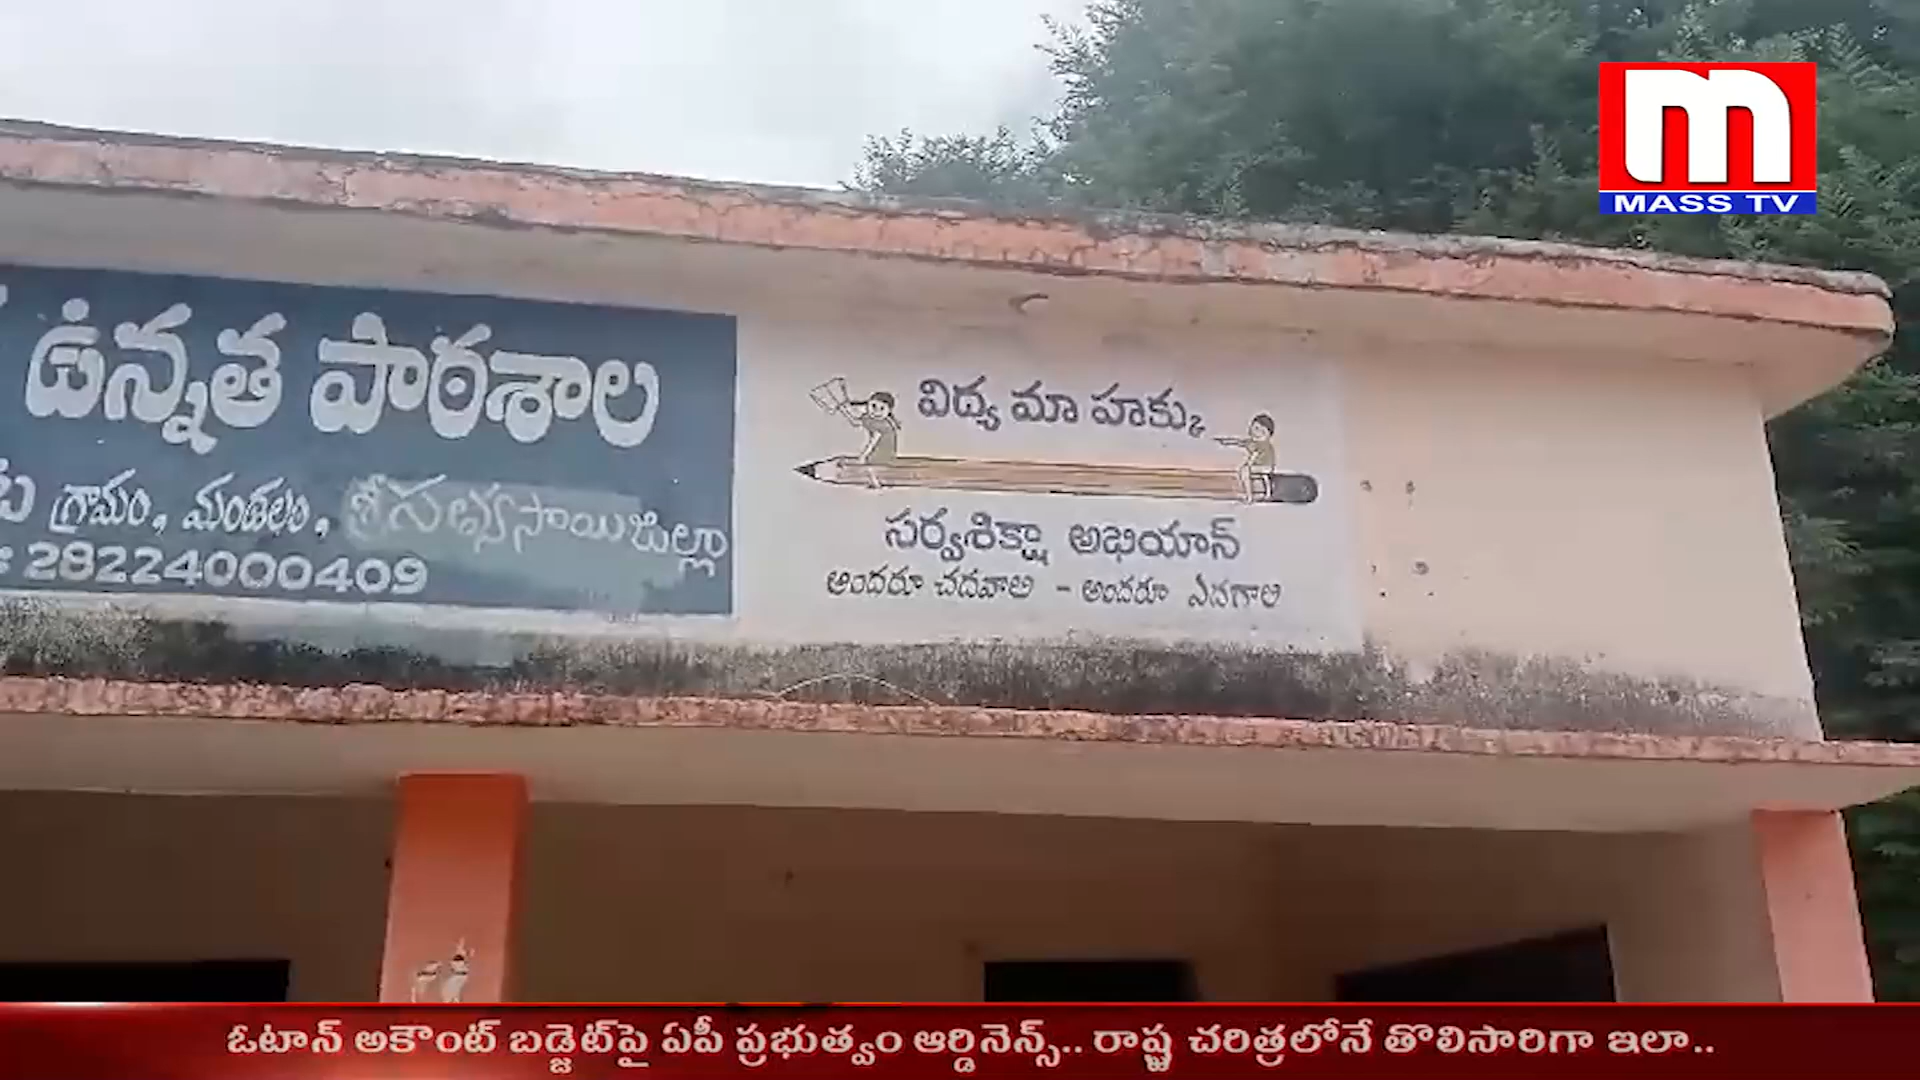 MASS TV
ఉన్నత పాఠశాల
గ్రామం, మండలం, శ్రీసత్యసాయిజిల్లా
: 28224000409
విద్య మా హక్కు
సర్వశిక్షా అభియాన్
అందరూ చదవాలి - అందరూ ఎదగాలి
ఓటాన్ అకౌంట్ బడ్జెట్‌పై ఏపీ ప్రభుత్వం ఆర్డినెన్స్.. రాష్ట్ర చరిత్రలోనే తొలిసారిగా ఇలా..